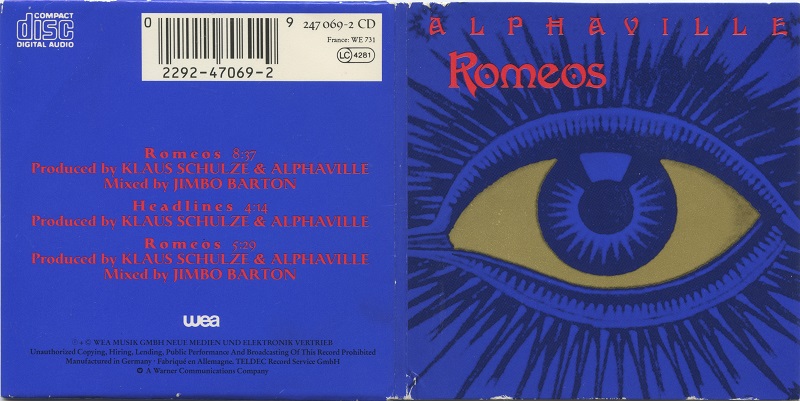 COMPACT
disc
DIGITAL AUDIO
0 9
2292-47069-2
247 069-2 CD
France: WE 731
LC 4281
Romeos 8:37
Produced by KLAUS SCHULZE & ALPHAVILLE
Mixed by JIMBO BARTON
Headlines 4:14
Produced by KLAUS SCHULZE & ALPHAVILLE
Romeos 5:29
Produced by KLAUS SCHULZE & ALPHAVILLE
Mixed by JIMBO BARTON
wea
WEA MUSIK GMBH NEUE MEDIEN UND ELEKTRONIK VERTRIEB
Unauthorized Copying, Hiring, Lending, Public Performance And Broadcasting Of This Record Prohibited
Manufactured in Germany · Fabriqué en Allemagne, TELDEC Record Service GmbH
A Warner Communications Company
ALPHAVILLE
Romeos